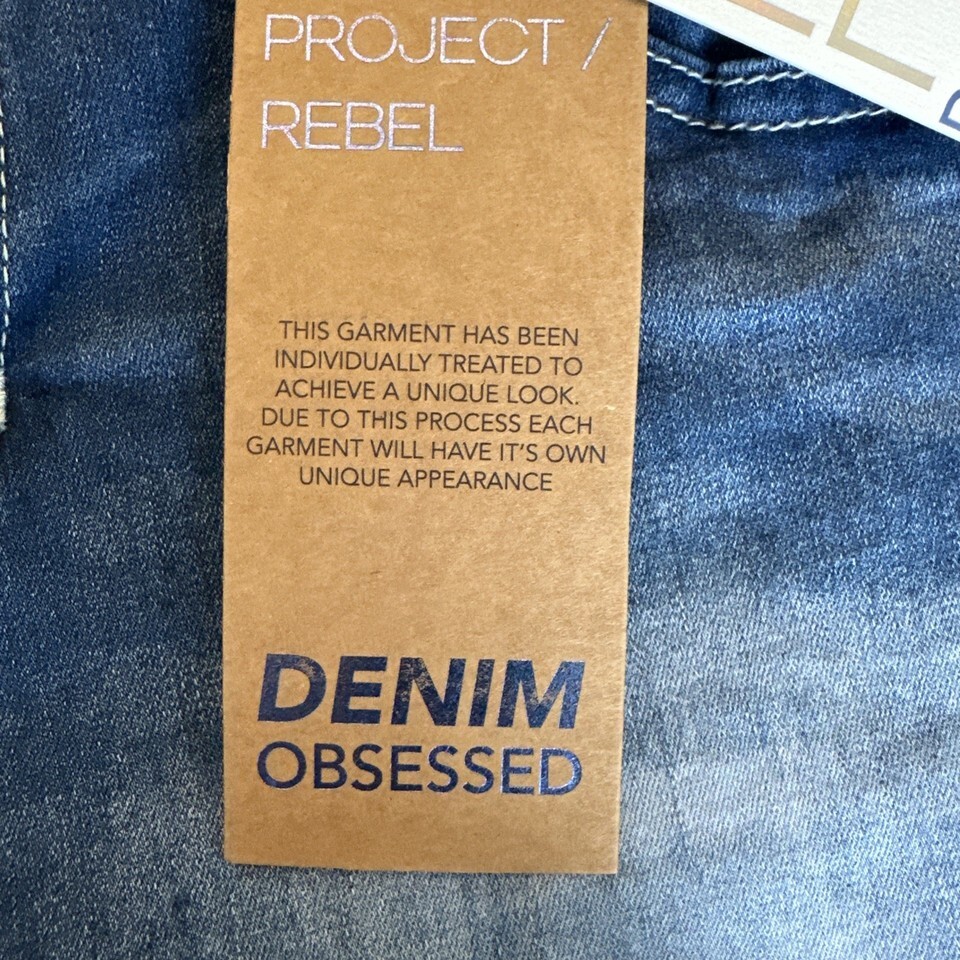 PROJECT /
REBEL
THIS GARMENT HAS BEEN
INDIVIDUALLY TREATED TO
ACHIEVE A UNIQUE LOOK.
DUE TO THIS PROCESS EACH
GARMENT WILL HAVE IT'S OWN
UNIQUE APPEARANCE
DENIM
OBSESSED